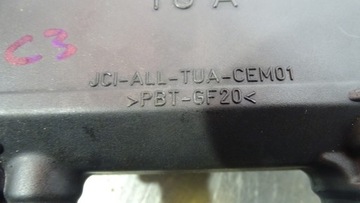 TUA
C3
JCI-ALL-TUA-CEM01
>PBT-GF20<